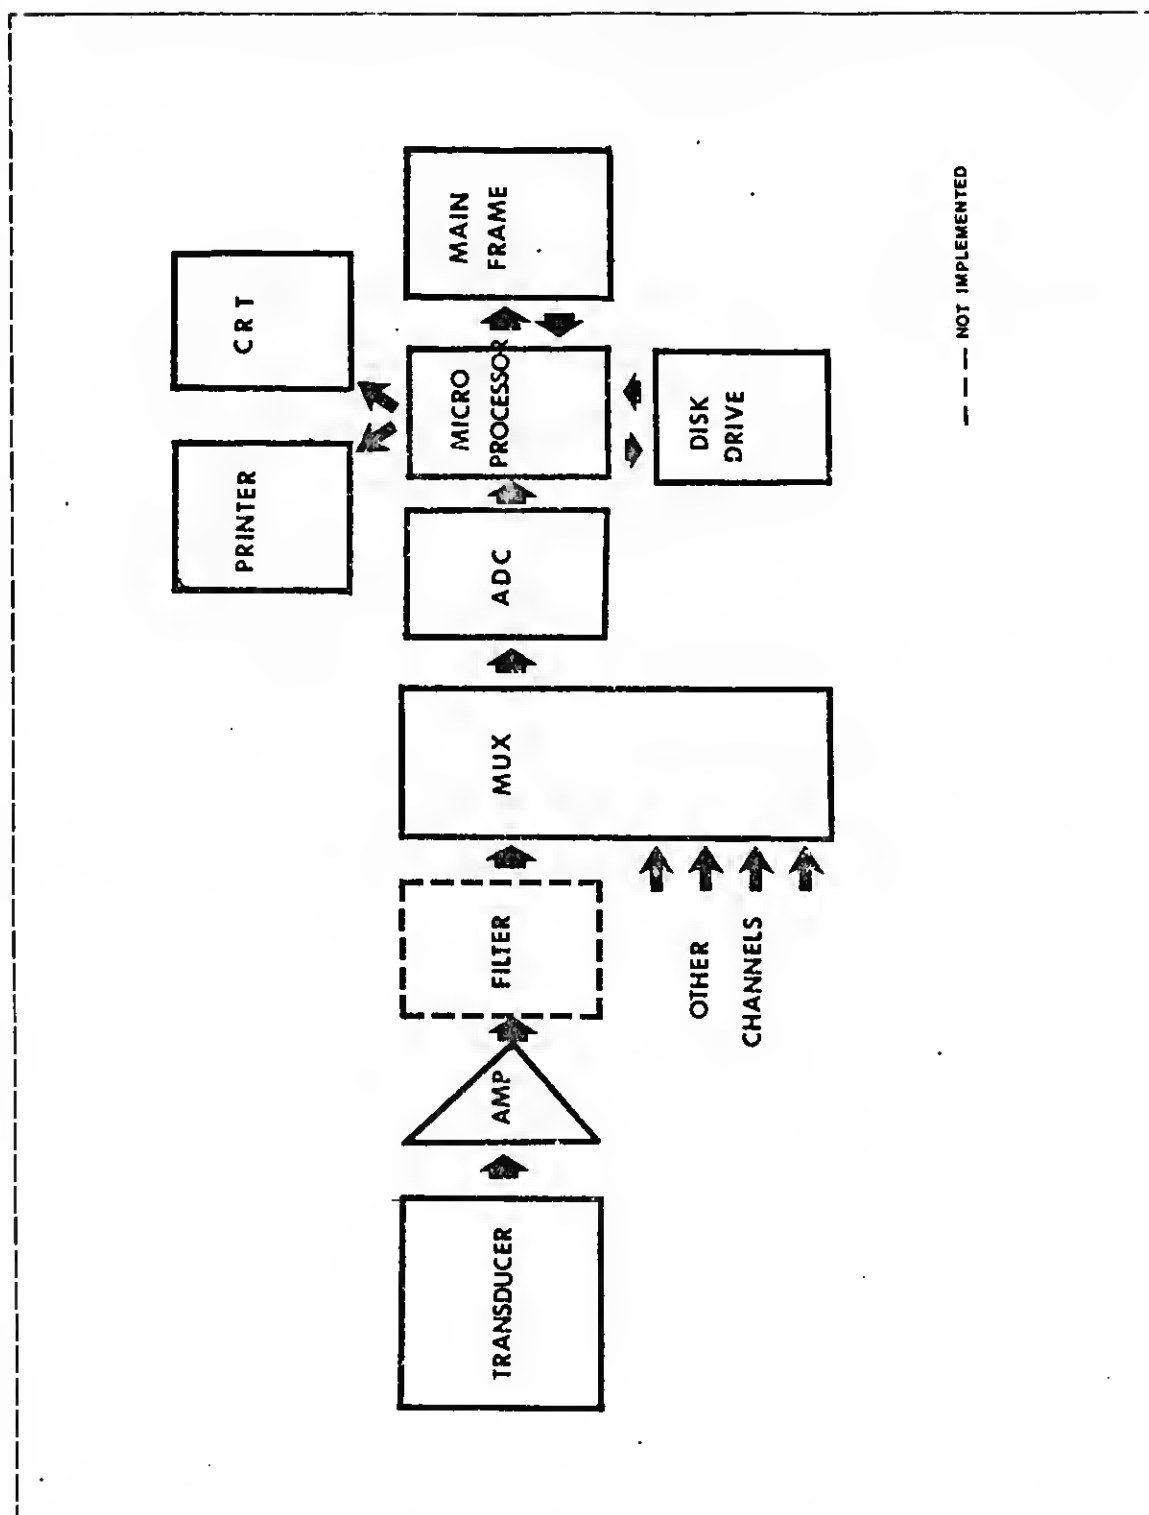 PRINTER
CRT
TRANSDUCER
AMP
FILTER
MUX
ADC
MICRO
PROCESSOR
MAIN
FRAME
OTHER
CHANNELS
DISK
DRIVE
NOT IMPLEMENTED